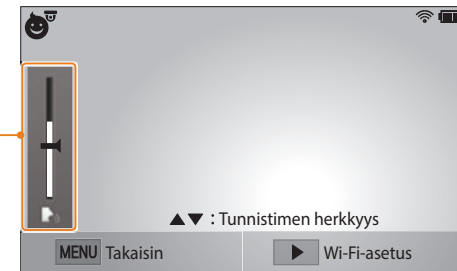 ▲▼ : Tunnistimen herkkyys
MENU Takaisin
▶ Wi-Fi-asetus